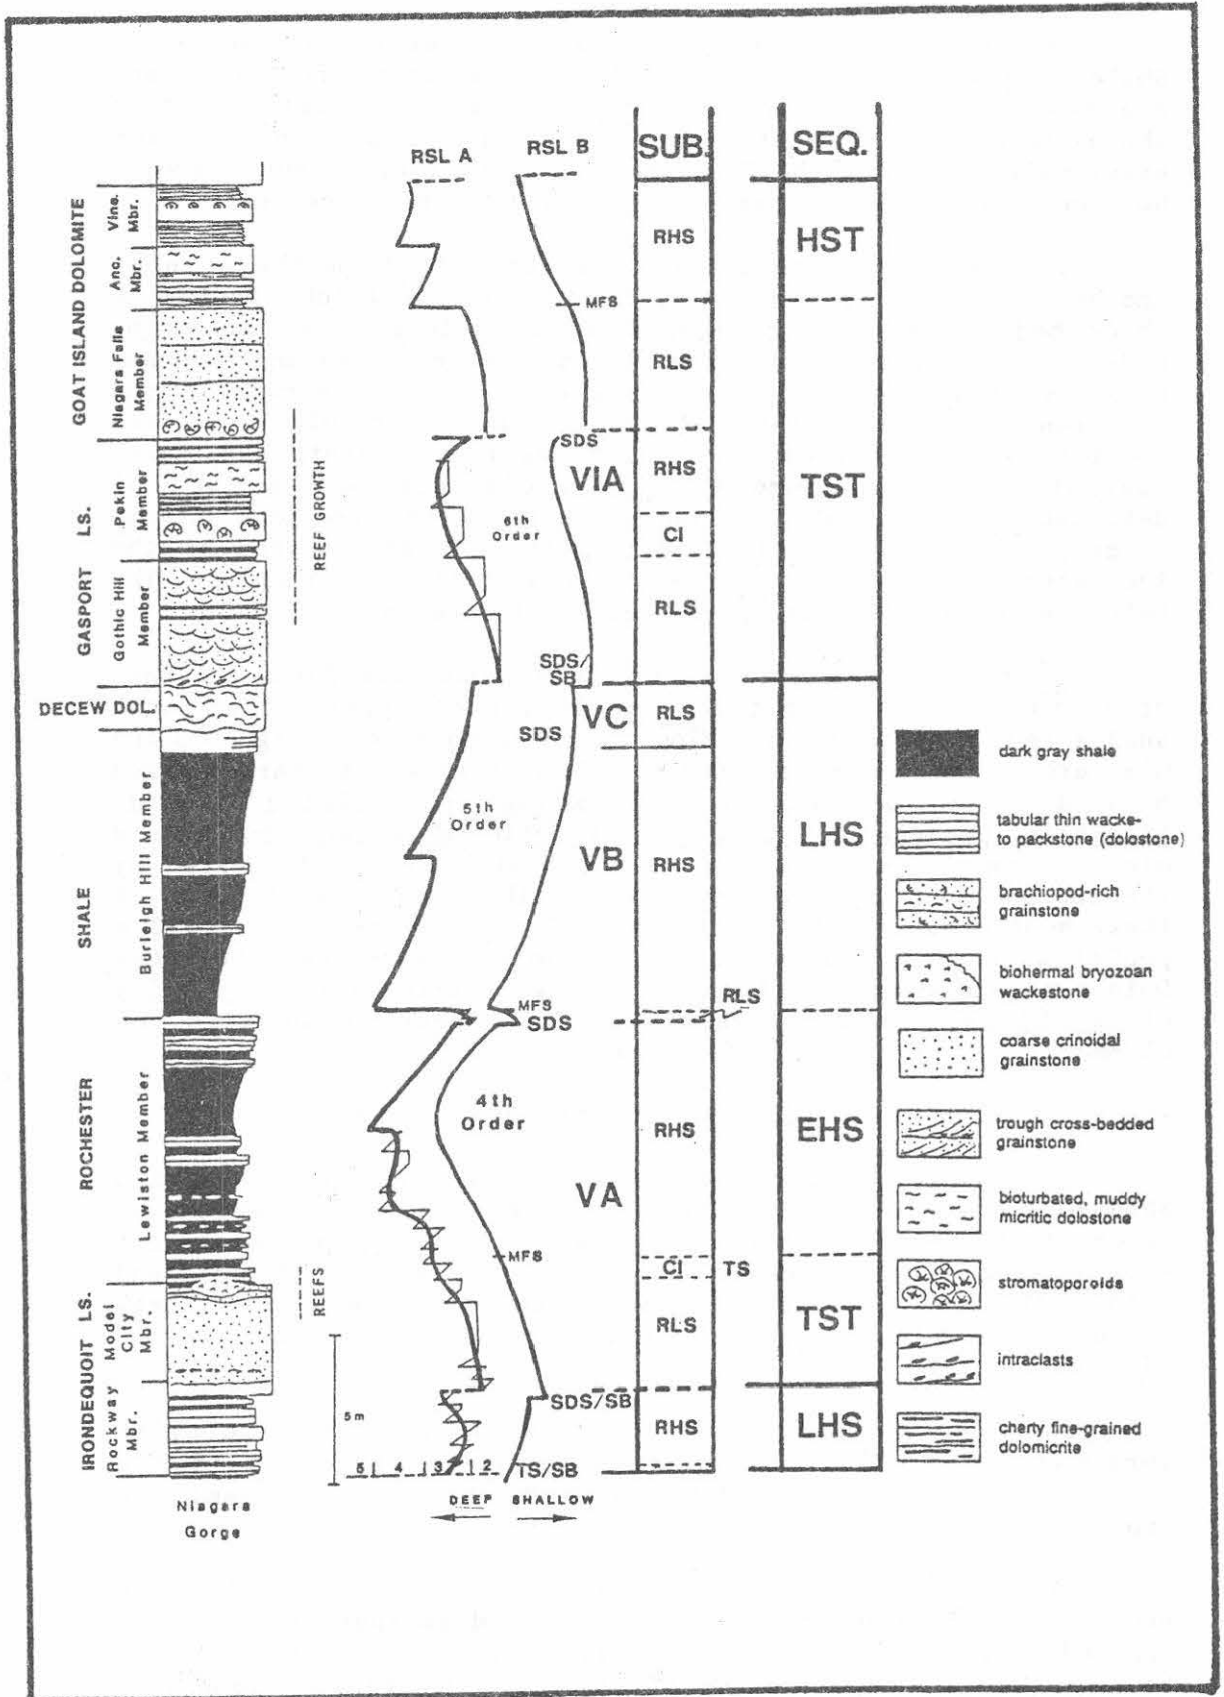 RSL A
RSL B
SUB.
SEQ.
GOAT ISLAND DOLOMITE
Vine.
Mbr.
Anc.
Mbr.
Niagara Falls
Member
GASPORT LS.
Pekin
Member
Gothic Hill
Member
DECEW DOL.
ROCHESTER SHALE
Burleigh Hill Member
Lewiston Member
IRONDEQUOIT LS.
Model
City
Mbr.
Rockway
Mbr.
Niagara
Gorge
REEF GROWTH
REEFS
5m
5 4 3 2
DEEP SHALLOW
6th
Order
5th
Order
4th
Order
MFS
SDS
SDS/
SB
SDS
MFS
SDS
MFS
SDS/SB
TS/SB
VIA
VC
VB
VA
RHS
RLS
RHS
CI
RLS
RLS
RHS
RLS
RHS
CI
TS
RLS
RHS
HST
TST
LHS
EHS
TST
LHS
dark gray shale
tabular thin wacke-
to packstone (dolostone)
brachiopod-rich
grainstone
biohermal bryozoan
wackestone
coarse crinoidal
grainstone
trough cross-bedded
grainstone
bioturbated, muddy
micritic dolostone
stromatoporoids
intraclasts
cherty fine-grained
dolomicrite